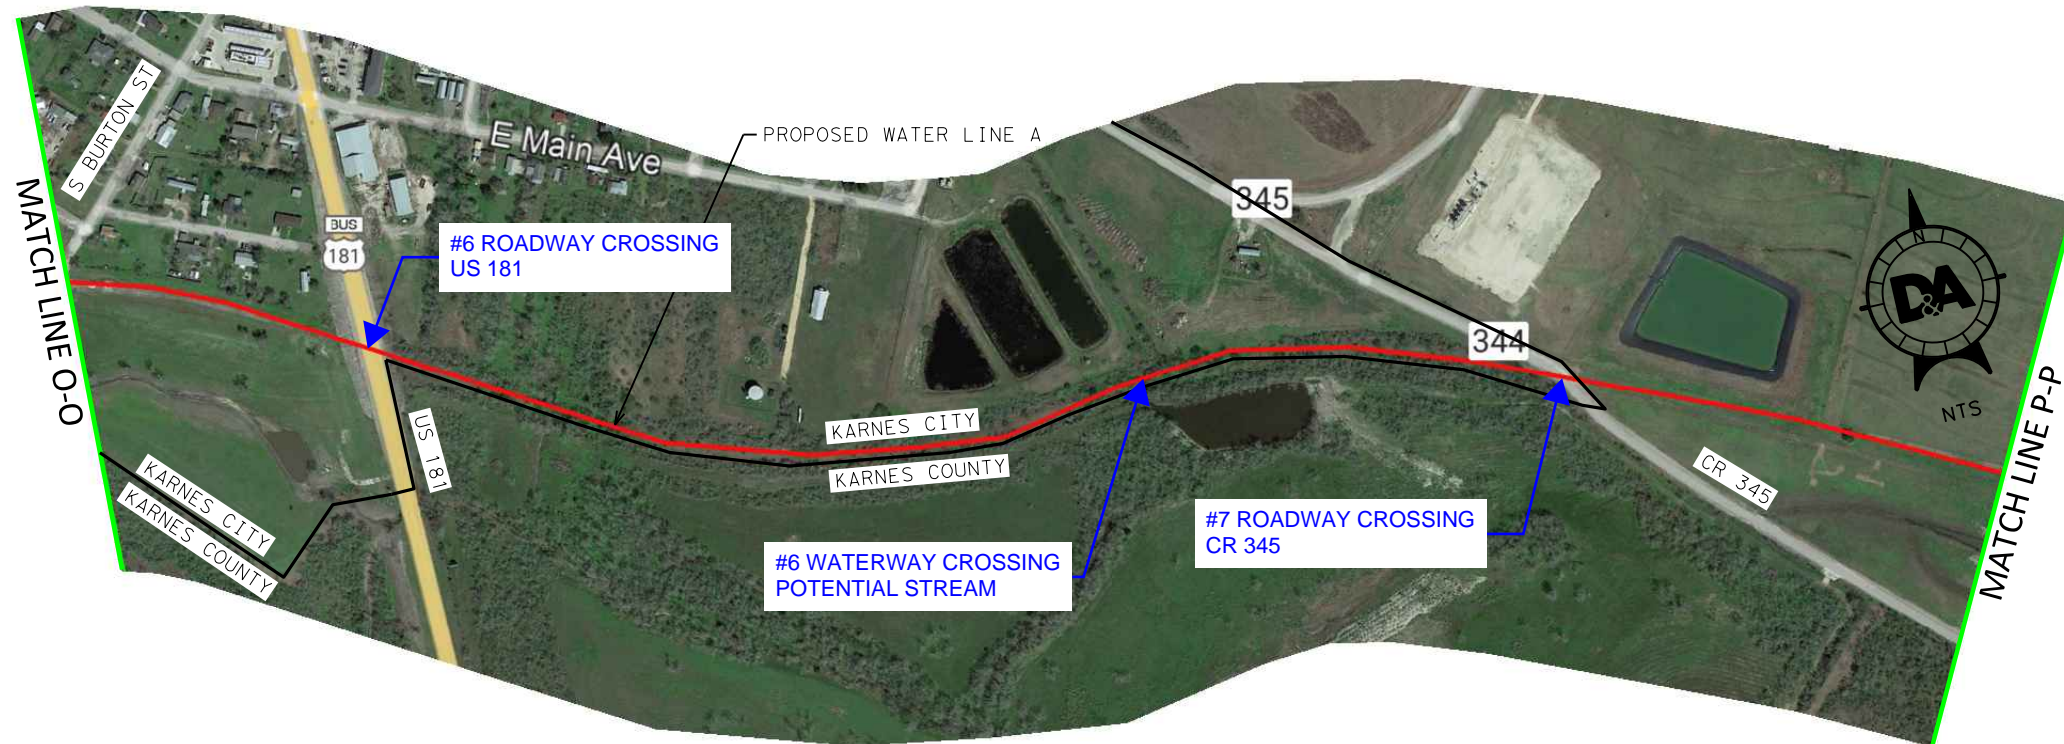 S BURTON ST
MATCH LINE O-O
E Main Ave
PROPOSED WATER LINE A
BUS
181
#6 ROADWAY CROSSING
US 181
345
344
N
D&A
NTS
MATCH LINE P-P
US 181
KARNES CITY
KARNES COUNTY
KARNES CITY
KARNES COUNTY
#6 WATERWAY CROSSING
POTENTIAL STREAM
#7 ROADWAY CROSSING
CR 345
CR 345